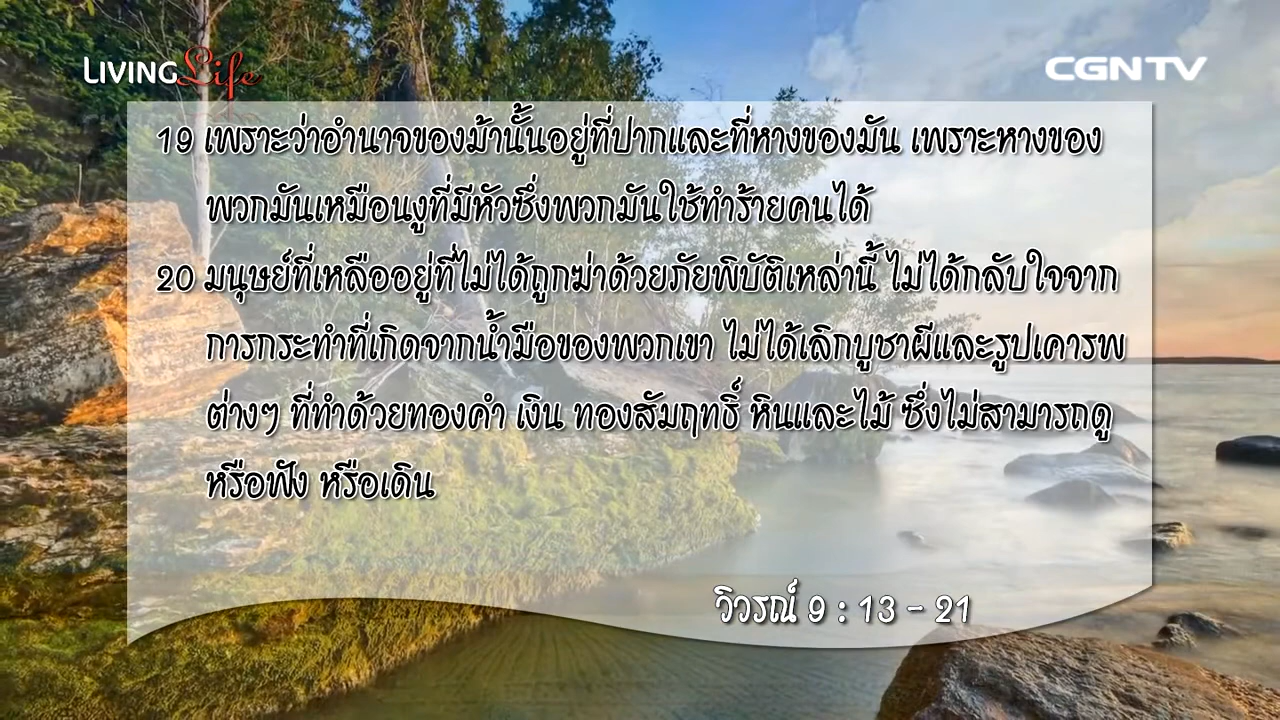 LIVING Life
CGNTV
19 เพราะว่าอำนาจของม้านั้นอยู่ที่ปากและที่หางของมัน เพราะหางของ
พวกมันเหมือนงูที่มีหัวซึ่งพวกมันใช้ทำร้ายคนได้
20 มนุษย์ที่เหลืออยู่ที่ไม่ได้ถูกฆ่าด้วยภัยพิบัติเหล่านี้ ไม่ได้กลับใจจาก
การกระทำที่เกิดจากน้ำมือของพวกเขา ไม่ได้เลิกบูชาผีและรูปเคารพ
ต่างๆ ที่ทำด้วยทองคำ เงิน ทองสัมฤทธิ์ หินและไม้ ซึ่งไม่สามารถดู
หรือฟัง หรือเดิน
วิวรณ์ 9 : 13 - 21